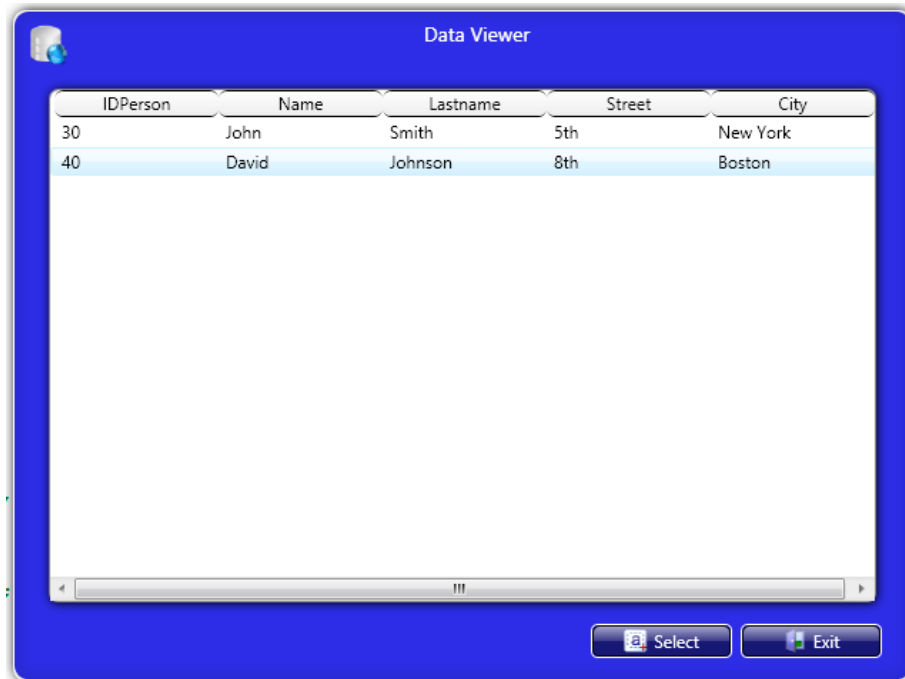 Data Viewer
IDPerson Name Lastname Street City
30 John Smith 5th New York
40 David Johnson 8th Boston
Select Exit